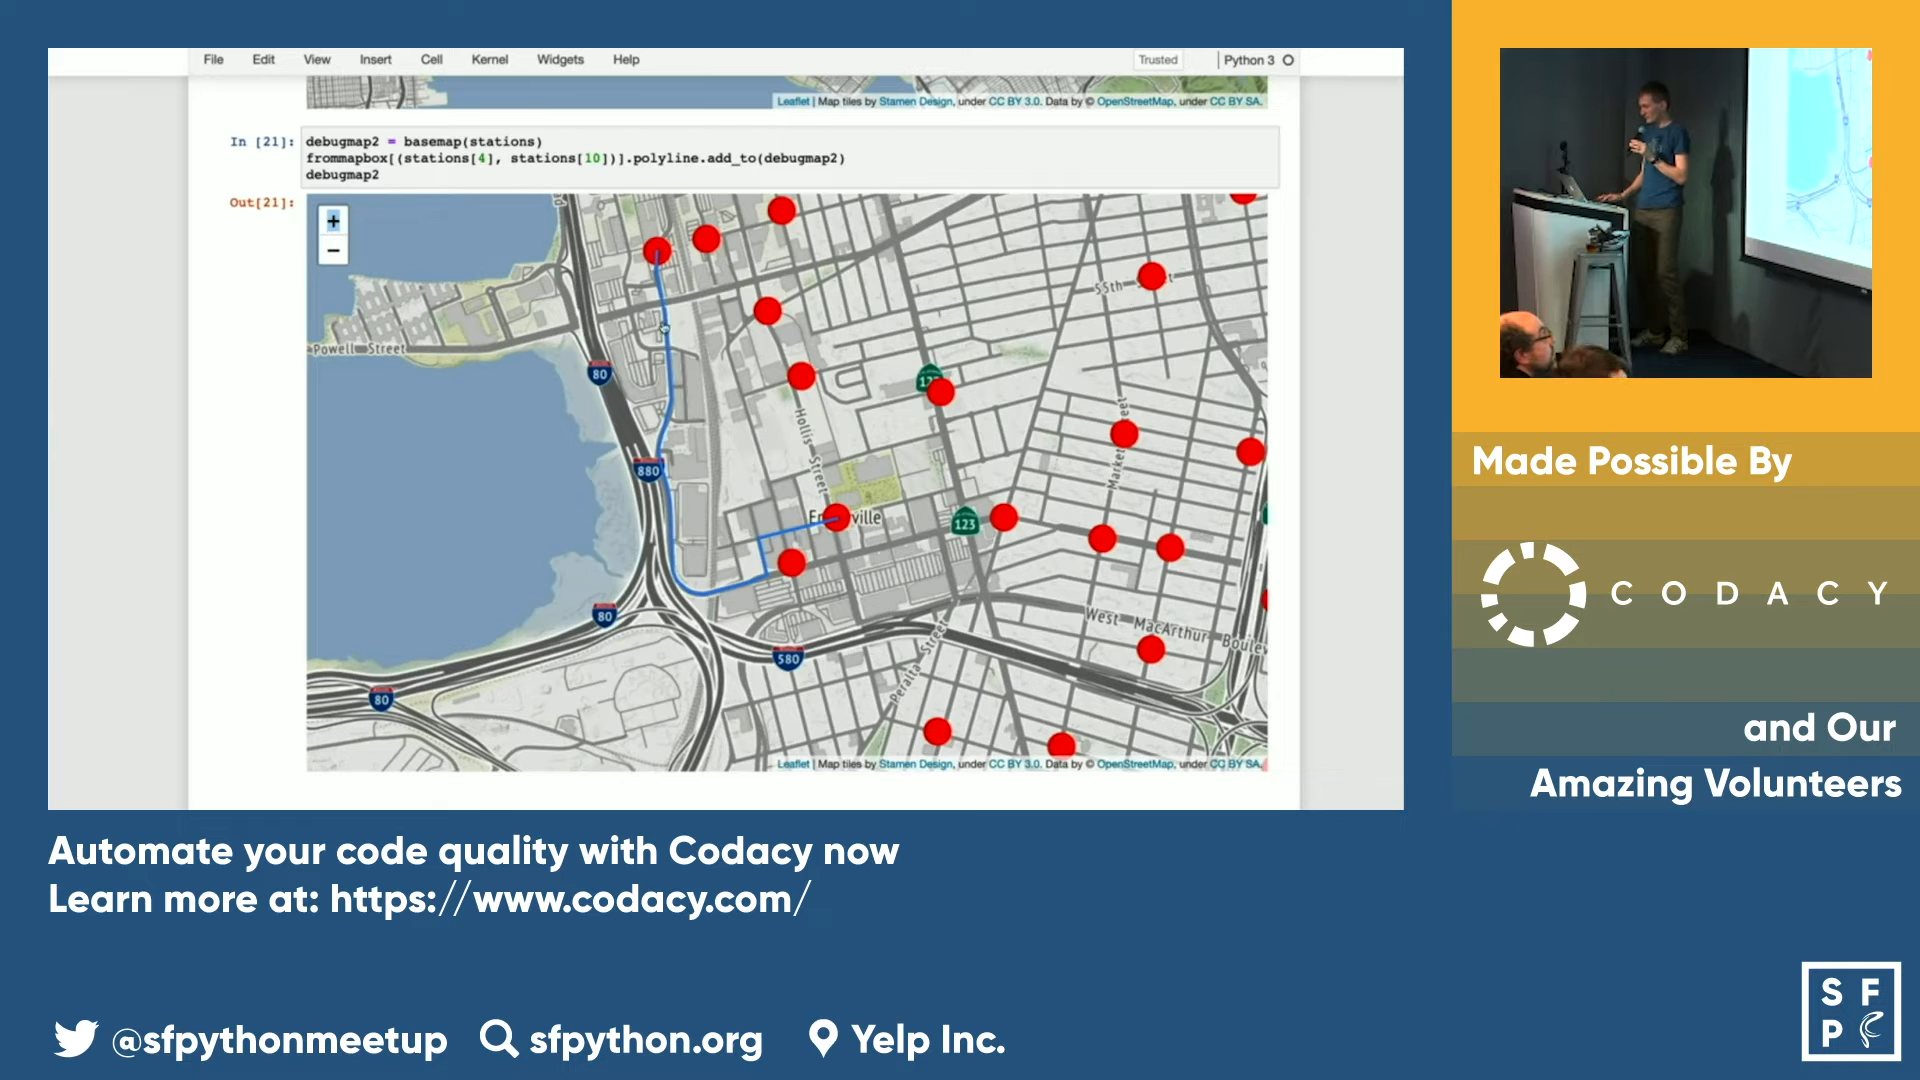 File Edit View Insert Cell Kernel Widgets Help Trusted Python 3
Leaflet | Map tiles by Stamen Design, under CC BY 3.0. Data by © OpenStreetMap, under CC BY SA.
In [21]:
debugmap2 = basemap(stations)
frommapbox[(stations[4], stations[10])].polyline.add_to(debugmap2)
debugmap2
Out[21]:
+
−
55th
Powell Street
80
123
Hollis Street
Market
880
123
80
West MacArthur
580
Peralta Street
80
Leaflet | Map tiles by Stamen Design, under CC BY 3.0. Data by © OpenStreetMap, under CC BY SA.
Made Possible By
CODACY
and Our
Amazing Volunteers
Automate your code quality with Codacy now
Learn more at: https://www.codacy.com/
@sfpythonmeetup sfpython.org Yelp Inc.
S F
P